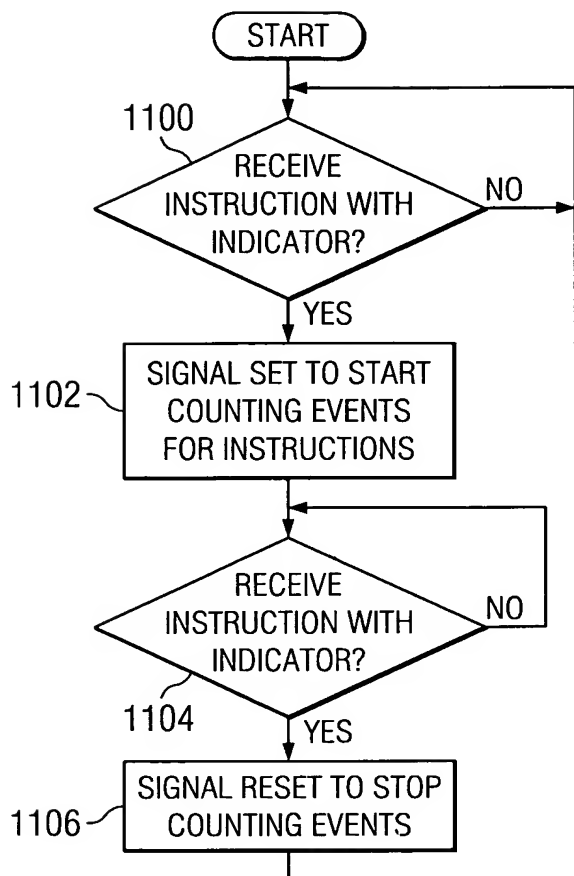 START
1100
RECEIVE
INSTRUCTION WITH
INDICATOR?
NO
YES
1102
SIGNAL SET TO START
COUNTING EVENTS
FOR INSTRUCTIONS
RECEIVE
INSTRUCTION WITH
INDICATOR?
NO
1104
YES
1106
SIGNAL RESET TO STOP
COUNTING EVENTS